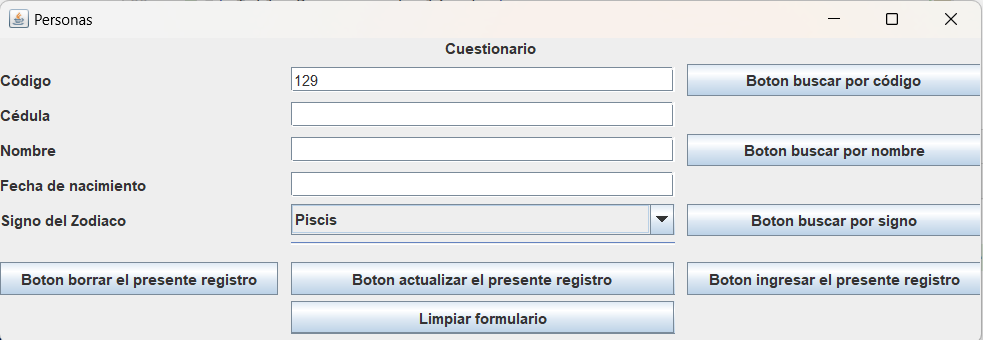 Personas
Cuestionario
Código 129 Boton buscar por código
Cédula
Nombre Boton buscar por nombre
Fecha de nacimiento
Signo del Zodiaco Piscis Boton buscar por signo
Boton borrar el presente registro Boton actualizar el presente registro Boton ingresar el presente registro
Limpiar formulario